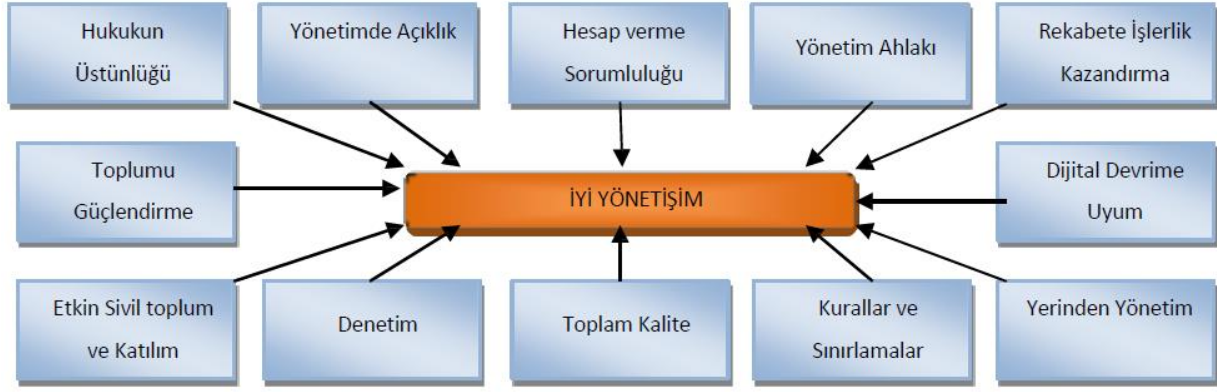 Hukukun
Üstünlüğü
Yönetimde Açıklık
Hesap verme
Sorumluluğu
Yönetim Ahlakı
Rekabete İşlerlik
Kazandırma
Toplumu
Güçlendirme
İYİ YÖNETİŞİM
Dijital Devrime
Uyum
Etkin Sivil toplum
ve Katılım
Denetim
Toplam Kalite
Kurallar ve
Sınırlamalar
Yerinden Yönetim